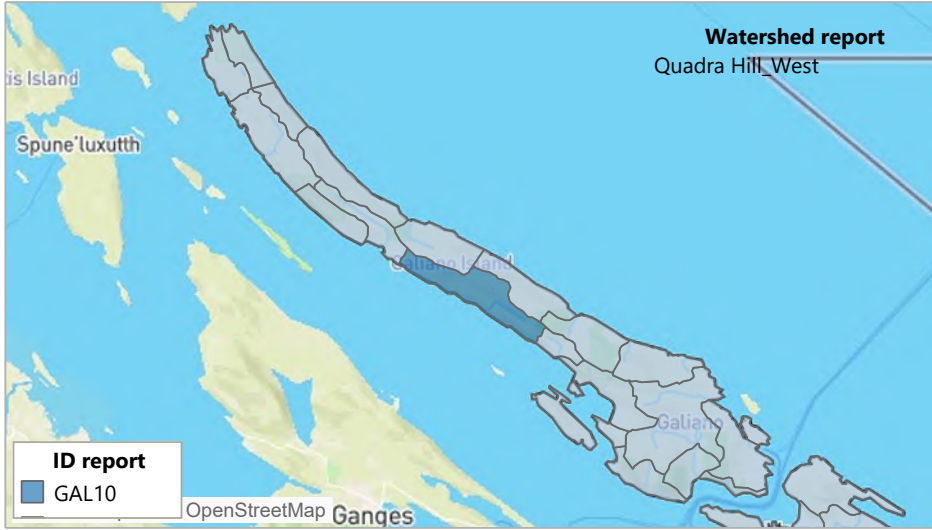 Watershed report
Quadra Hill_West
tis Island
Spune'luxutth
Galiano Island
Galiano
ID report
GAL10
OpenStreetMap
Ganges